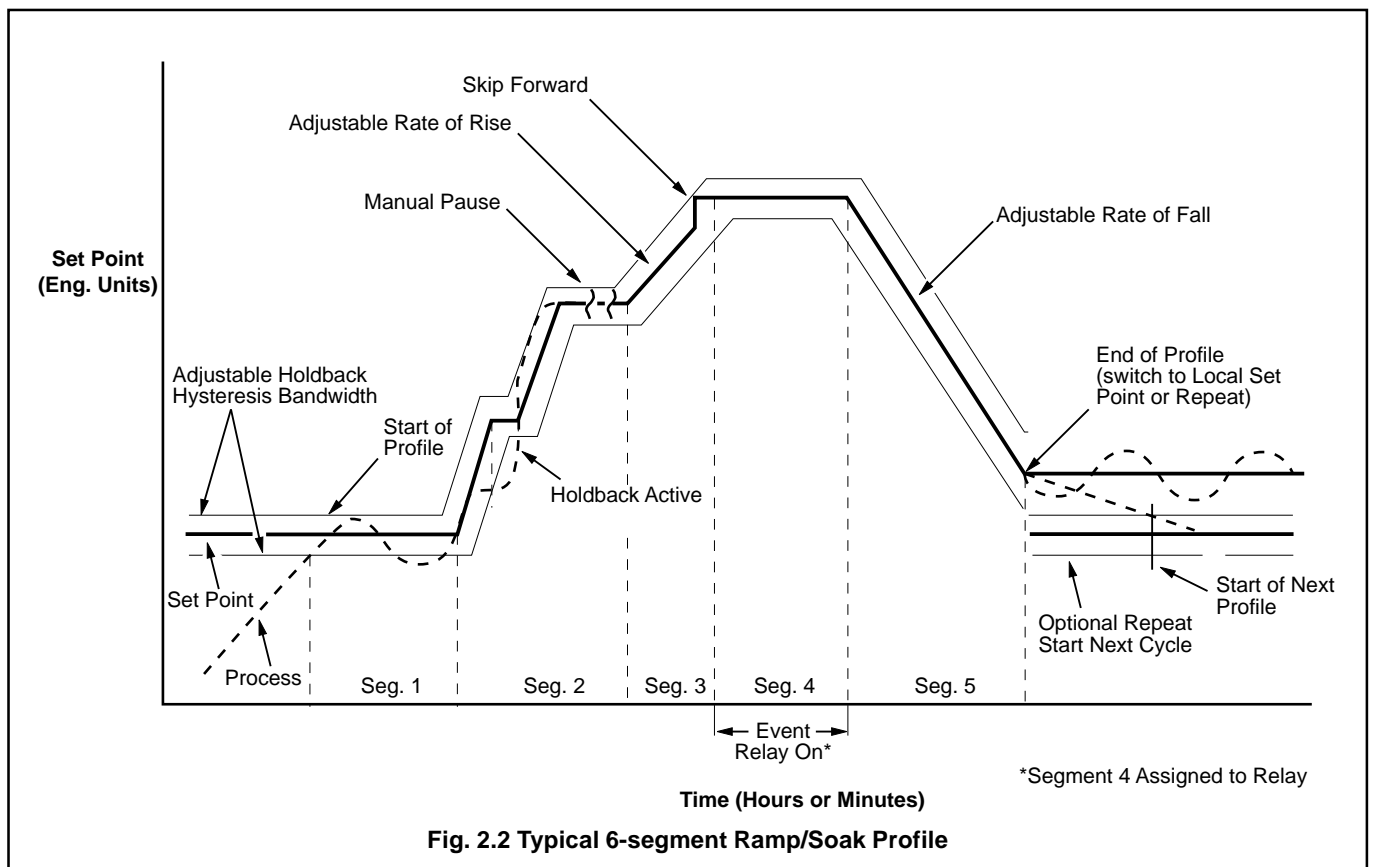 Skip Forward
Adjustable Rate of Rise
Manual Pause
Adjustable Rate of Fall
Set Point
(Eng. Units)
End of Profile
(switch to Local Set
Point or Repeat)
Adjustable Holdback
Hysteresis Bandwidth
Start of
Profile
Holdback Active
Set Point
Start of Next
Profile
Optional Repeat
Start Next Cycle
Process
Seg. 1
Seg. 2
Seg. 3
Seg. 4
Seg. 5
Event
Relay On*
*Segment 4 Assigned to Relay
Time (Hours or Minutes)
Fig. 2.2 Typical 6-segment Ramp/Soak Profile